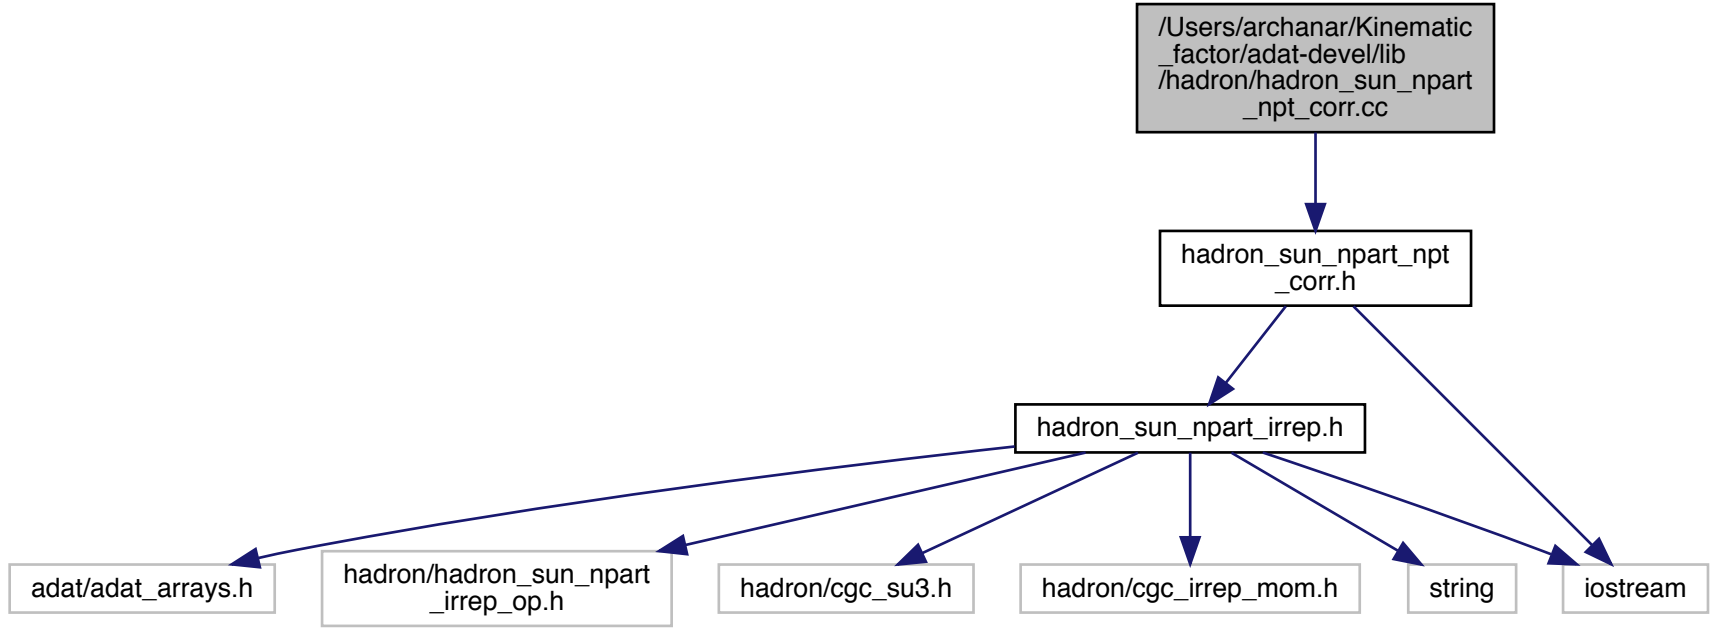 /Users/archanar/Kinematic
_factor/adat-devel/lib
/hadron/hadron_sun_npart
_npt_corr.cc
hadron_sun_npart_npt
_corr.h
hadron_sun_npart_irrep.h
adat/adat_arrays.h
hadron/hadron_sun_npart
_irrep_op.h
hadron/cgc_su3.h
hadron/cgc_irrep_mom.h
string
iostream